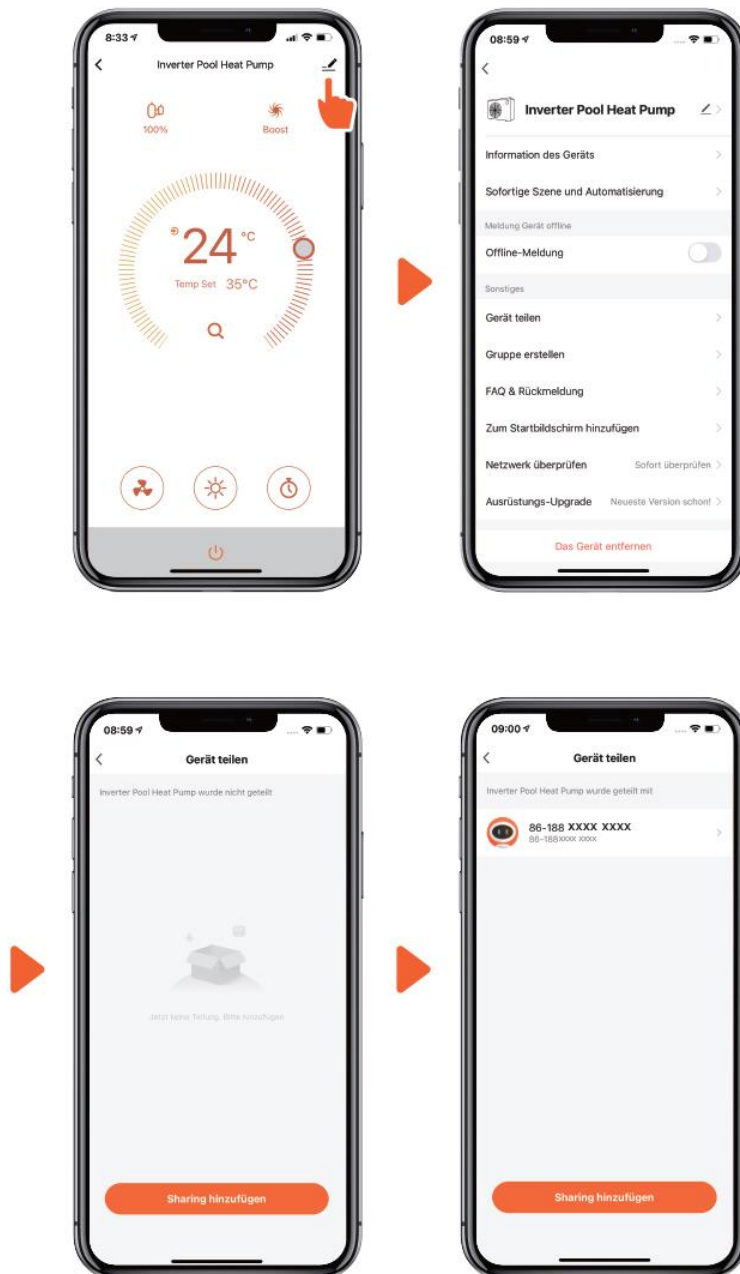 8:33
Inverter Pool Heat Pump
100%
Boost
24 °C
Temp Set 35°C
08:59
Inverter Pool Heat Pump
Information des Geräts
Sofortige Szene und Automatisierung
Meldung Gerät offline
Offline-Meldung
Sonstiges
Gerät teilen
Gruppe erstellen
FAQ & Rückmeldung
Zum Startbildschirm hinzufügen
Netzwerk überprüfen Sofort überprüfen
Ausrüstungs-Upgrade Neueste Version schon!
Das Gerät entfernen
08:59
Gerät teilen
Inverter Pool Heat Pump wurde nicht geteilt
Jetzt keine Teilung. Bitte hinzufügen
Sharing hinzufügen
09:00
Gerät teilen
Inverter Pool Heat Pump wurde geteilt mit
86-188 XXXX XXXX
86-188xxxx xxxx
Sharing hinzufügen